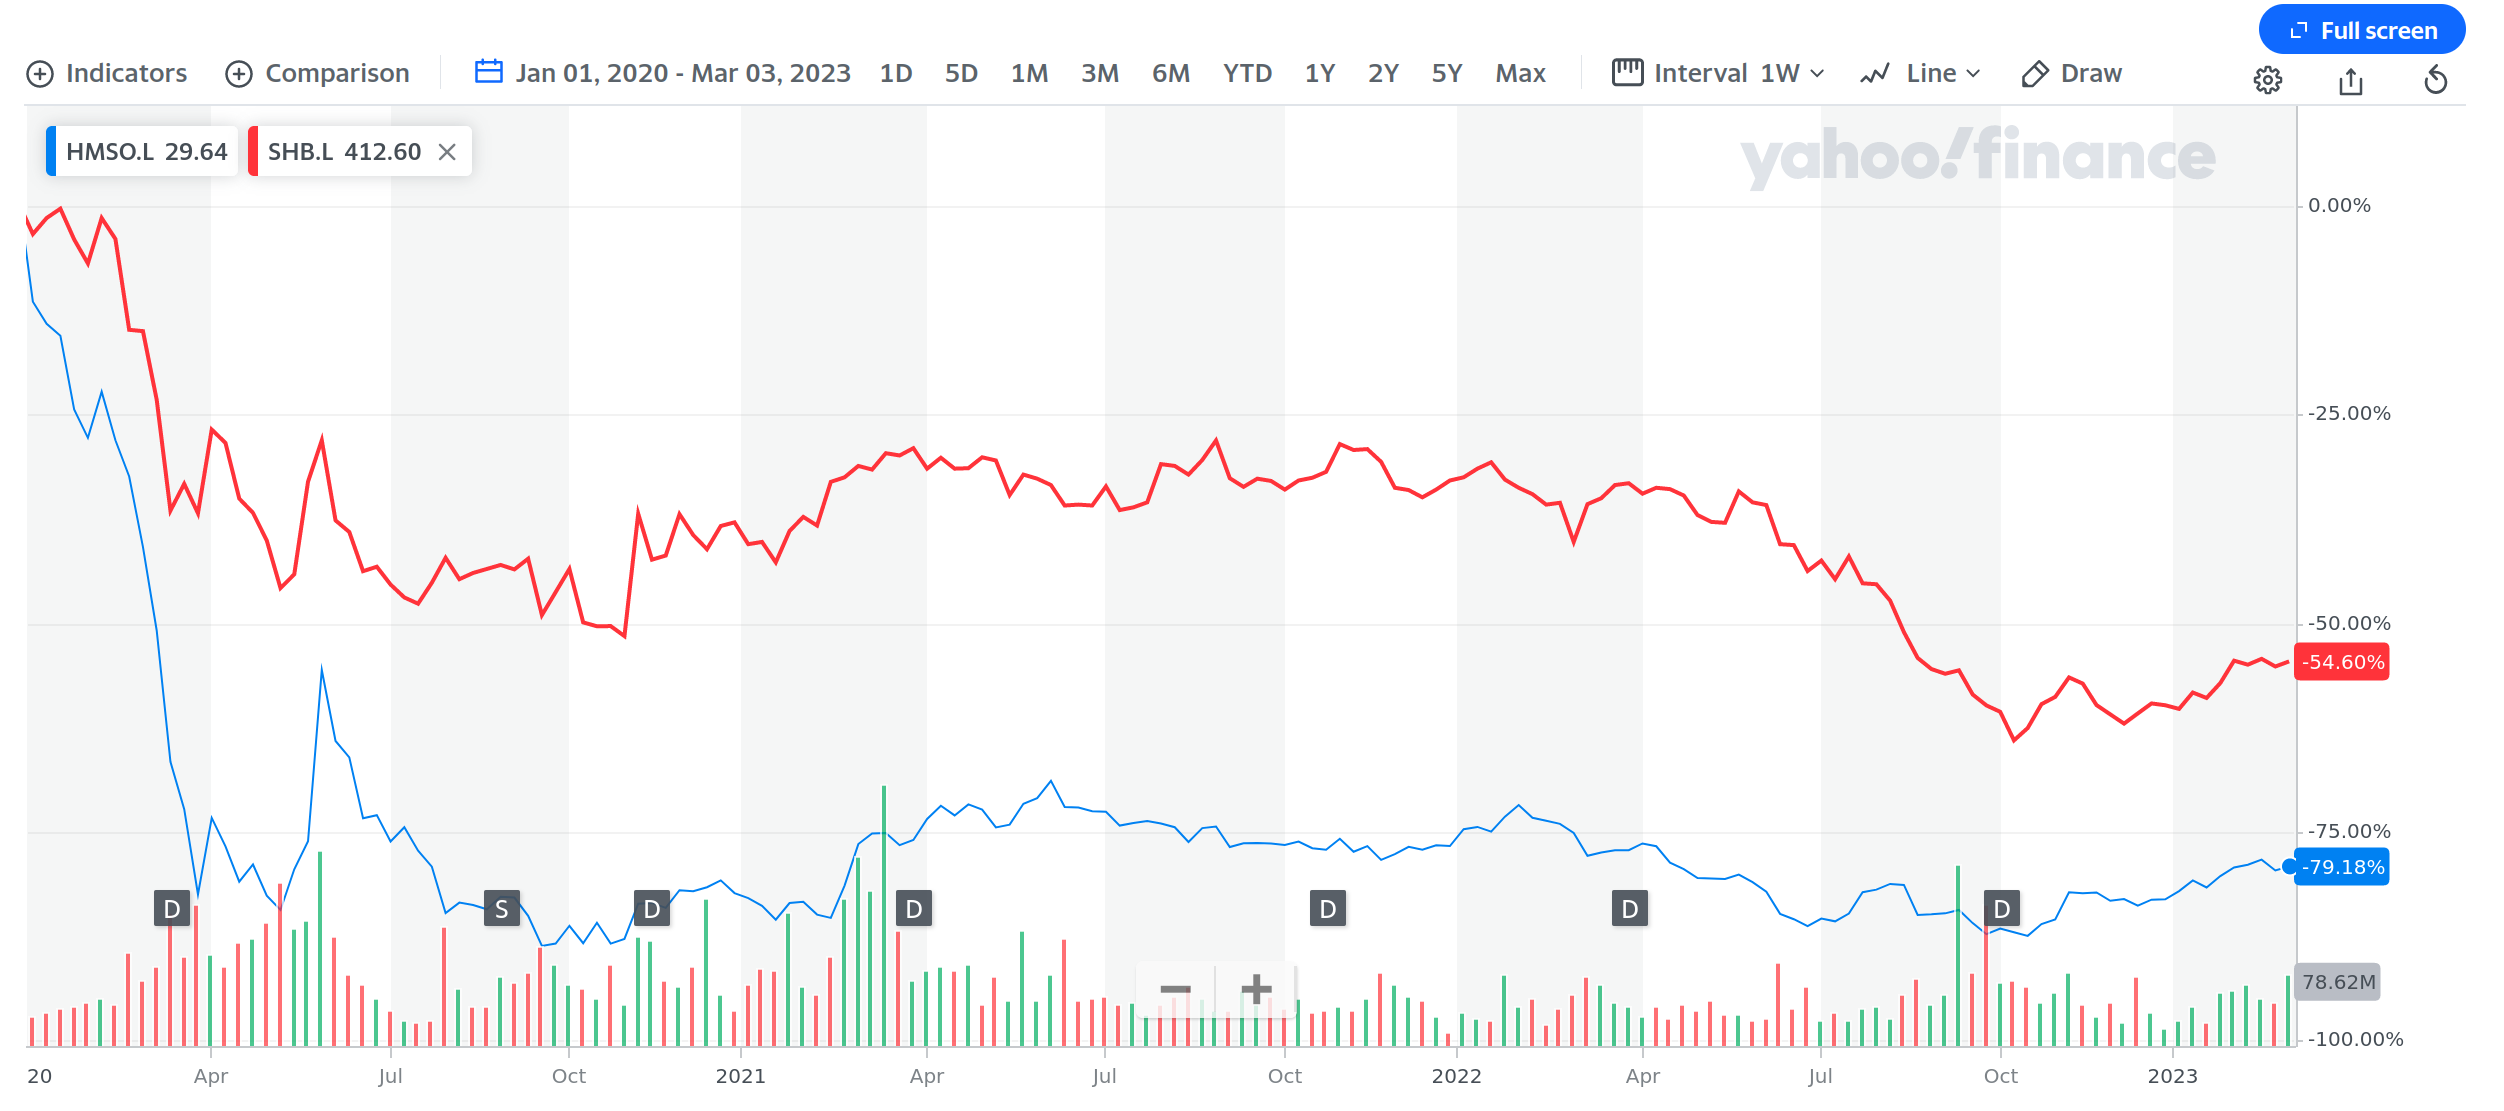 Full screen
Indicators Comparison Jan 01, 2020 - Mar 03, 2023 1D 5D 1M 3M 6M YTD 1Y 2Y 5Y Max Interval 1W Line Draw
HMSO.L 29.64 SHB.L 412.60
yahoo!finance
0.00%
-25.00%
-50.00%
-54.60%
-75.00%
-79.18%
D S D D D D D
78.62M
-100.00%
20 Apr Jul Oct 2021 Apr Jul Oct 2022 Apr Jul Oct 2023